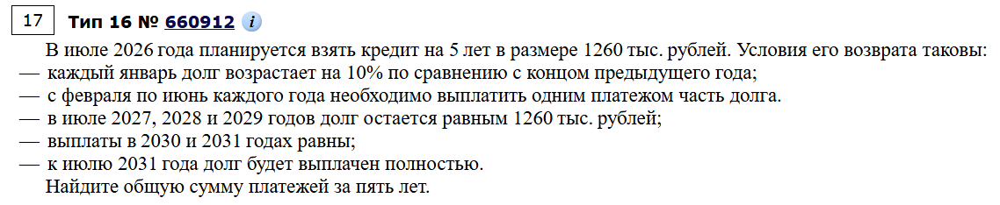 17 Тип 16 № 660912 i
В июле 2026 года планируется взять кредит на 5 лет в размере 1260 тыс. рублей. Условия его возврата таковы:
— каждый январь долг возрастает на 10% по сравнению с концом предыдущего года;
— с февраля по июнь каждого года необходимо выплатить одним платежом часть долга.
— в июле 2027, 2028 и 2029 годов долг остается равным 1260 тыс. рублей;
— выплаты в 2030 и 2031 годах равны;
— к июлю 2031 года долг будет выплачен полностью.
Найдите общую сумму платежей за пять лет.